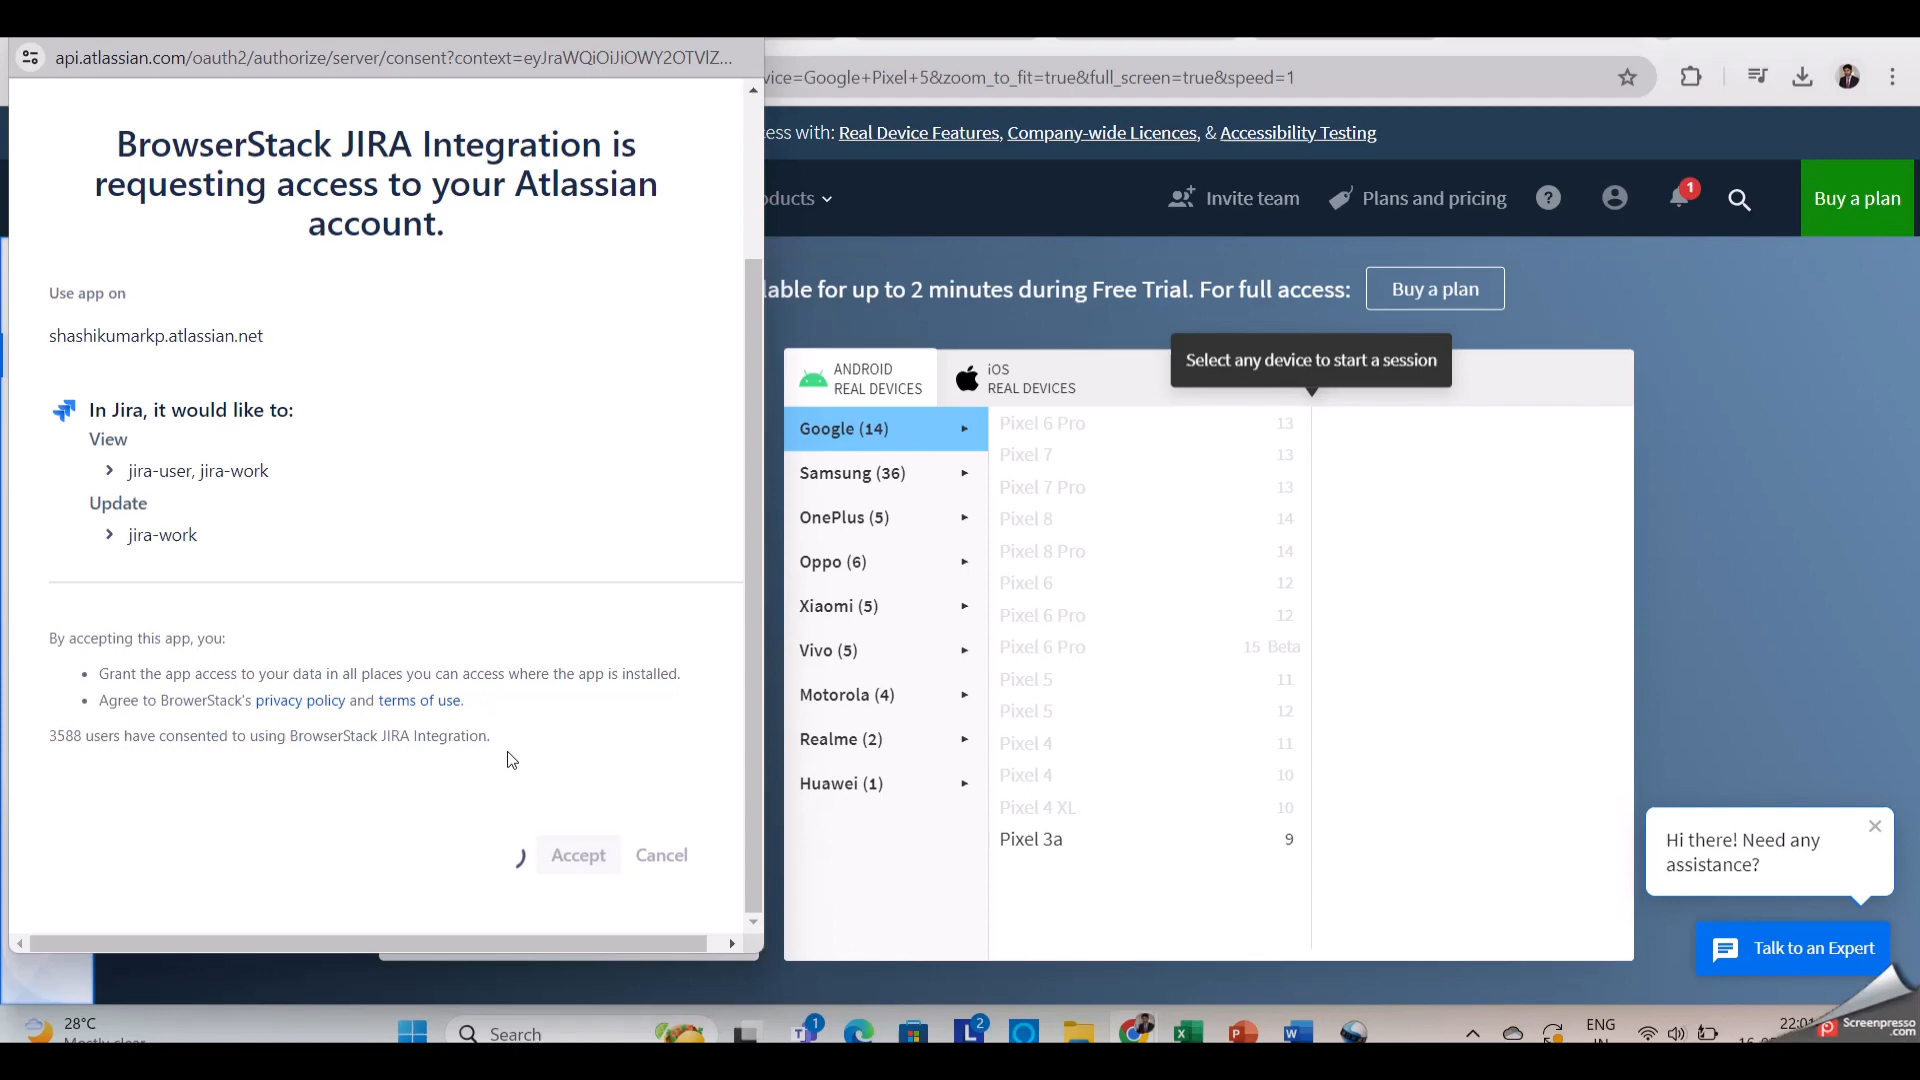 api.atlassian.com/oauth2/authorize/server/consent?context=eyJraWQiOiJiOWY2OTVlZ...
BrowserStack JIRA Integration is
requesting access to your Atlassian
account.
Use app on
shashikumarkp.atlassian.net
In Jira, it would like to:
View
jira-user, jira-work
Update
jira-work
By accepting this app, you:
Grant the app access to your data in all places you can access where the app is installed.
Agree to BrowerStack's privacy policy and terms of use.
3588 users have consented to using BrowserStack JIRA Integration.
Accept Cancel
vice=Google+Pixel+5&zoom_to_fit=true&full_screen=true&speed=1
cess with: Real Device Features, Company-wide Licences, & Accessibility Testing
oducts
Invite team
Plans and pricing
?
1
Buy a plan
lable for up to 2 minutes during Free Trial. For full access:
Buy a plan
Select any device to start a session
ANDROID
REAL DEVICES
iOS
REAL DEVICES
Google (14)
Samsung (36)
OnePlus (5)
Oppo (6)
Xiaomi (5)
Vivo (5)
Motorola (4)
Realme (2)
Huawei (1)
Pixel 6 Pro 13
Pixel 7 13
Pixel 7 Pro 13
Pixel 8 14
Pixel 8 Pro 14
Pixel 6 12
Pixel 6 Pro 12
Pixel 6 Pro 15 Beta
Pixel 5 11
Pixel 5 12
Pixel 4 11
Pixel 4 10
Pixel 4 XL 10
Pixel 3a 9
Hi there! Need any
assistance?
Talk to an Expert
28°C
Mostly clear
Search
1
2
ENG
IN
22:01
Screenpresso
.com